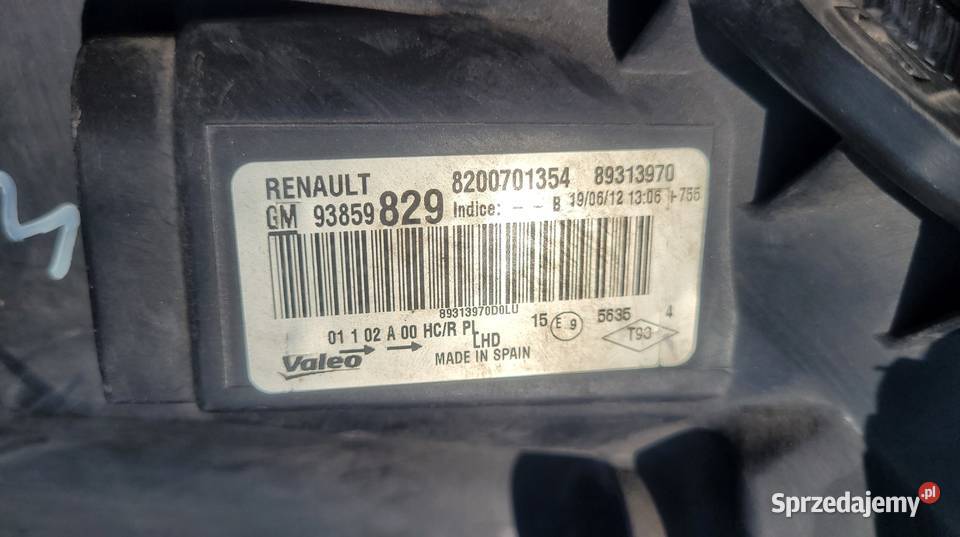 RENAULT 8200701354 89313970
GM 93859 829 Indice: - - B 19/06/12 13:06 I-755
89313970D0LU
01 1 02 A 00 HC/R PL 15 E 9 5635 4
LHD T93
Valeo MADE IN SPAIN
Sprzedajemy.pl